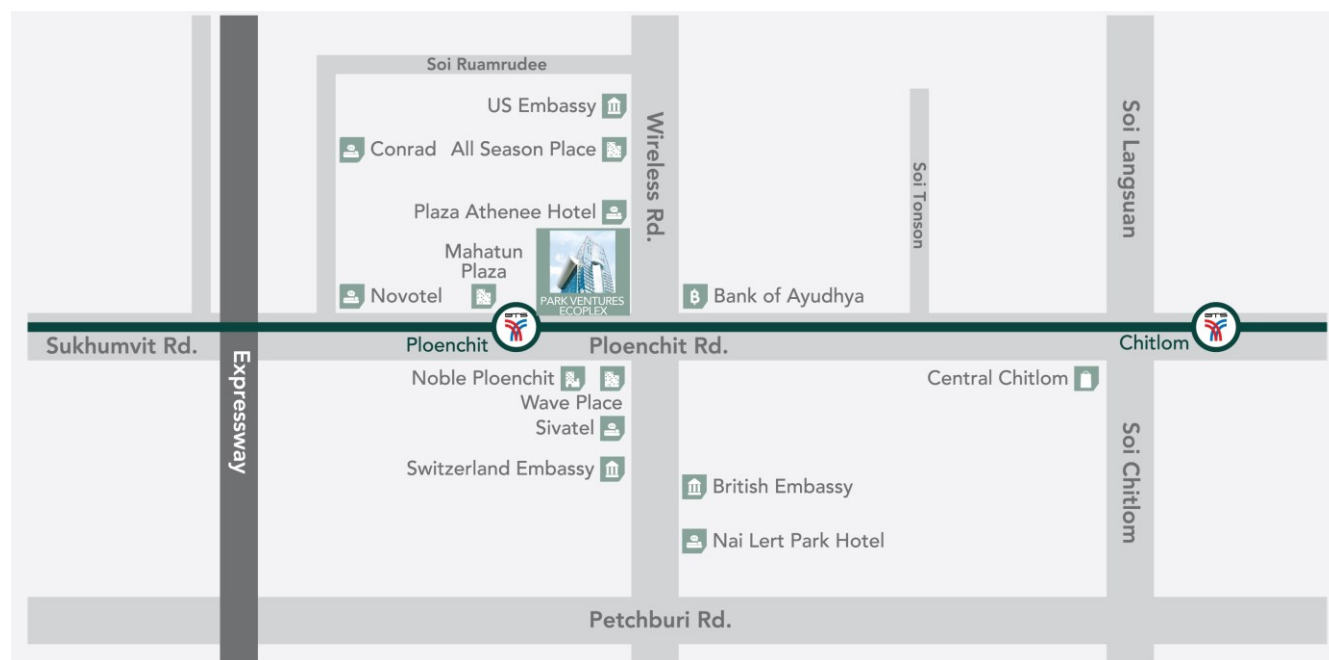 Soi Ruamrudee
US Embassy
Conrad
All Season Place
Plaza Athenee Hotel
Mahatun
Plaza
Novotel
PARK VENTURES
ECOPLEX
Wireless Rd.
฿ Bank of Ayudhya
Soi Tonson
Soi Langsuan
BTS
BTS
Sukhumvit Rd.
Ploenchit
Ploenchit Rd.
Chitlom
Expressway
Noble Ploenchit
Wave Place
Sivatel
Switzerland Embassy
Central Chitlom
British Embassy
Nai Lert Park Hotel
Soi Chitlom
Petchburi Rd.